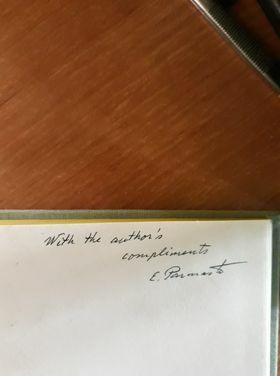 With the author's
compliments
E. Parmasto